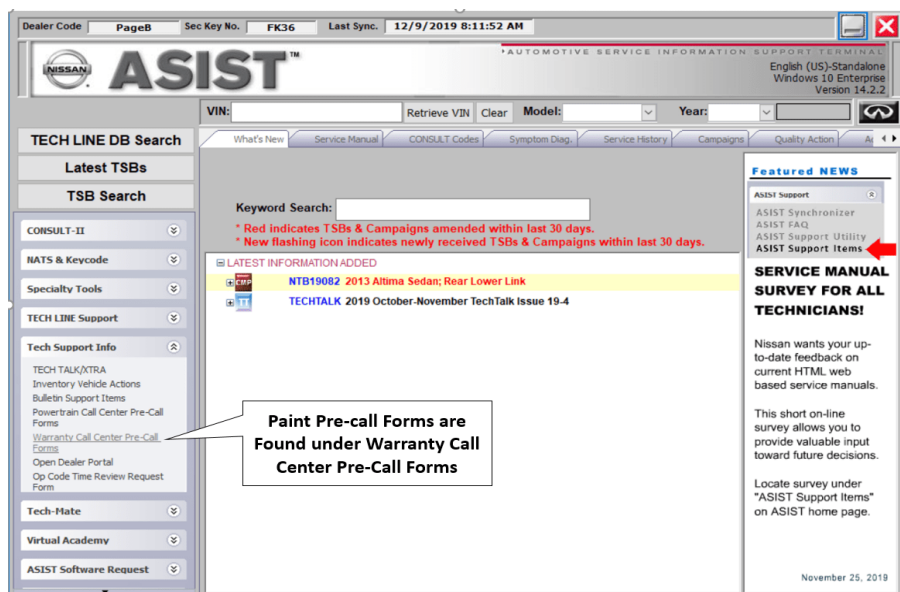 Dealer Code PageB Sec Key No. FK36 Last Sync. 12/9/2019 8:11:52 AM
NISSAN ASIST™
AUTOMOTIVE SERVICE INFORMATION SUPPORT TERMINAL
English (US)-Standalone
Windows 10 Enterprise
Version 14.2.2
VIN: Retrieve VIN Clear Model: Year:
TECH LINE DB Search
Latest TSBs
TSB Search
What's New Service Manual CONSULT Codes Symptom Diag. Service History Campaigns Quality Action
Keyword Search:
* Red indicates TSBs & Campaigns amended within last 30 days.
* New flashing icon indicates newly received TSBs & Campaigns within last 30 days.
LATEST INFORMATION ADDED
CMP NTB19082 2013 Altima Sedan; Rear Lower Link
TT TECHTALK 2019 October-November TechTalk Issue 19-4
CONSULT-II
NATS & Keycode
Specialty Tools
TECH LINE Support
Tech Support Info
TECH TALK/XTRA
Inventory Vehicle Actions
Bulletin Support Items
Powertrain Call Center Pre-Call
Forms
Warranty Call Center Pre-Call
Forms
Open Dealer Portal
Op Code Time Review Request
Form
Tech-Mate
Virtual Academy
ASIST Software Request
Paint Pre-call Forms are
Found under Warranty Call
Center Pre-Call Forms
Featured NEWS
ASIST Support
ASIST Synchronizer
ASIST FAQ
ASIST Support Utility
ASIST Support Items
SERVICE MANUAL
SURVEY FOR ALL
TECHNICIANS!
Nissan wants your up-
to-date feedback on
current HTML web
based service manuals.
This short on-line
survey allows you to
provide valuable input
toward future decisions.
Locate survey under
"ASIST Support Items"
on ASIST home page.
November 25, 2019